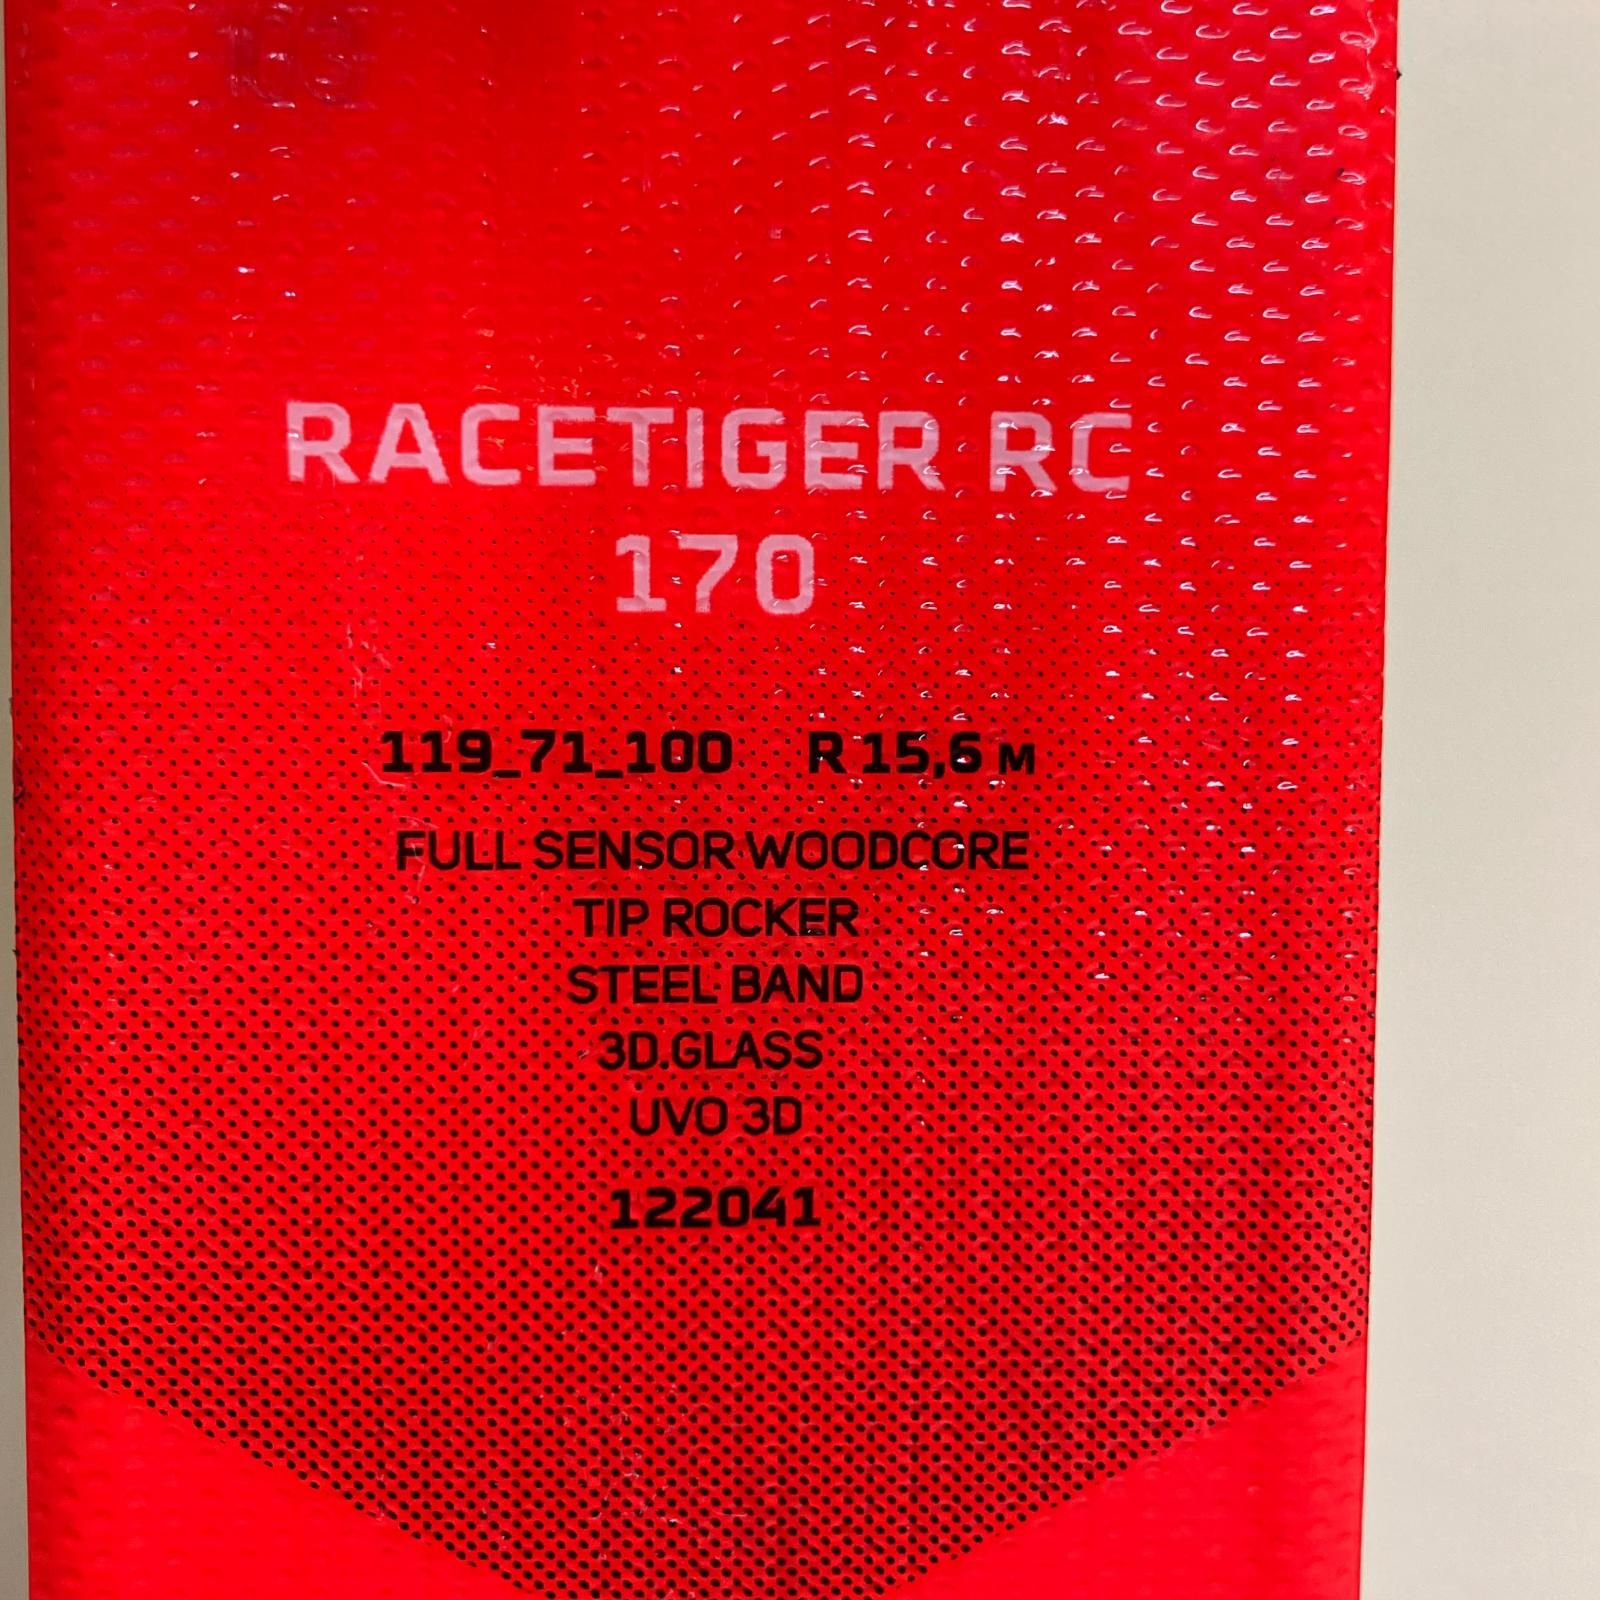 RACETIGER RC
170
119_71_100 R 15,6 M
FULL SENSOR WOODCORE
TIP ROCKER
STEEL BAND
3D.GLASS
UVO 3D
122041